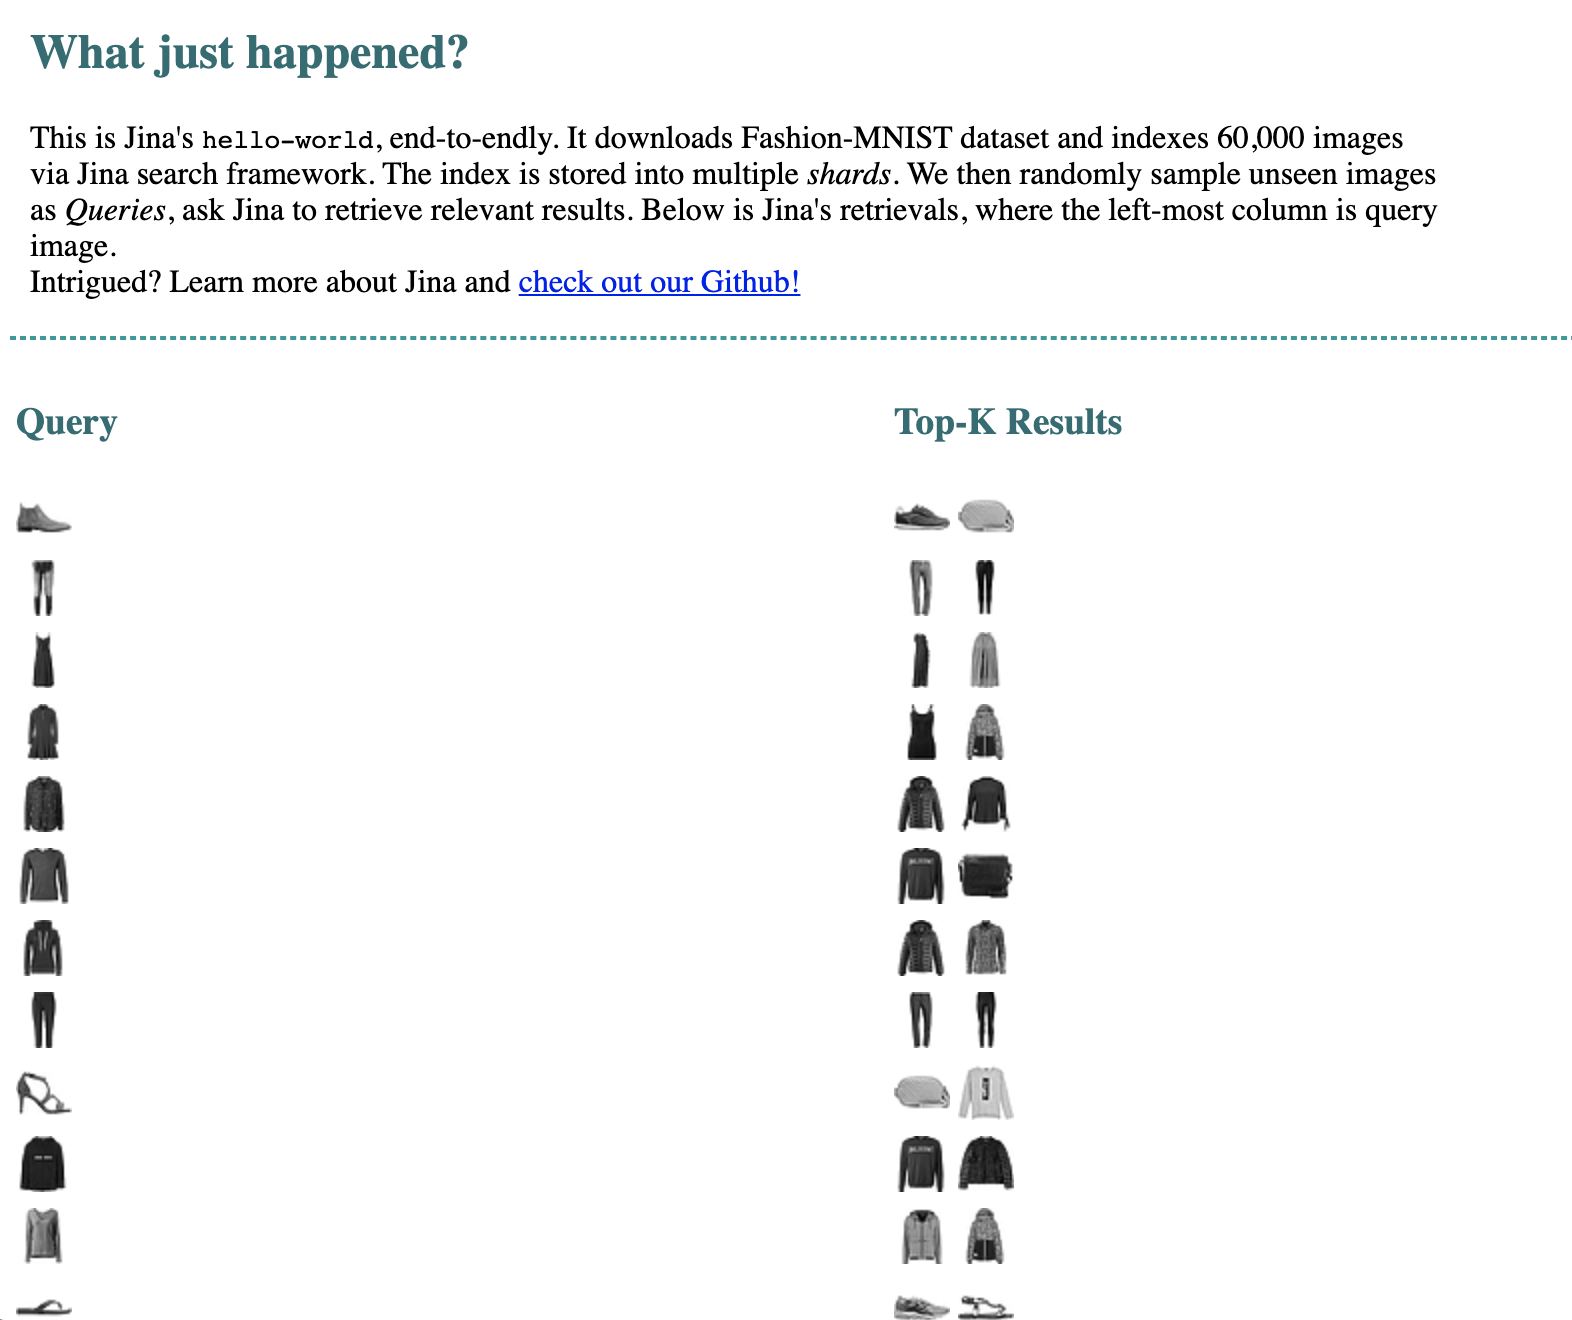 What just happened?
This is Jina's hello-world, end-to-endly. It downloads Fashion-MNIST dataset and indexes 60,000 images
via Jina search framework. The index is stored into multiple shards. We then randomly sample unseen images
as Queries, ask Jina to retrieve relevant results. Below is Jina's retrievals, where the left-most column is query
image.
Intrigued? Learn more about Jina and check out our Github!
Query
Top-K Results